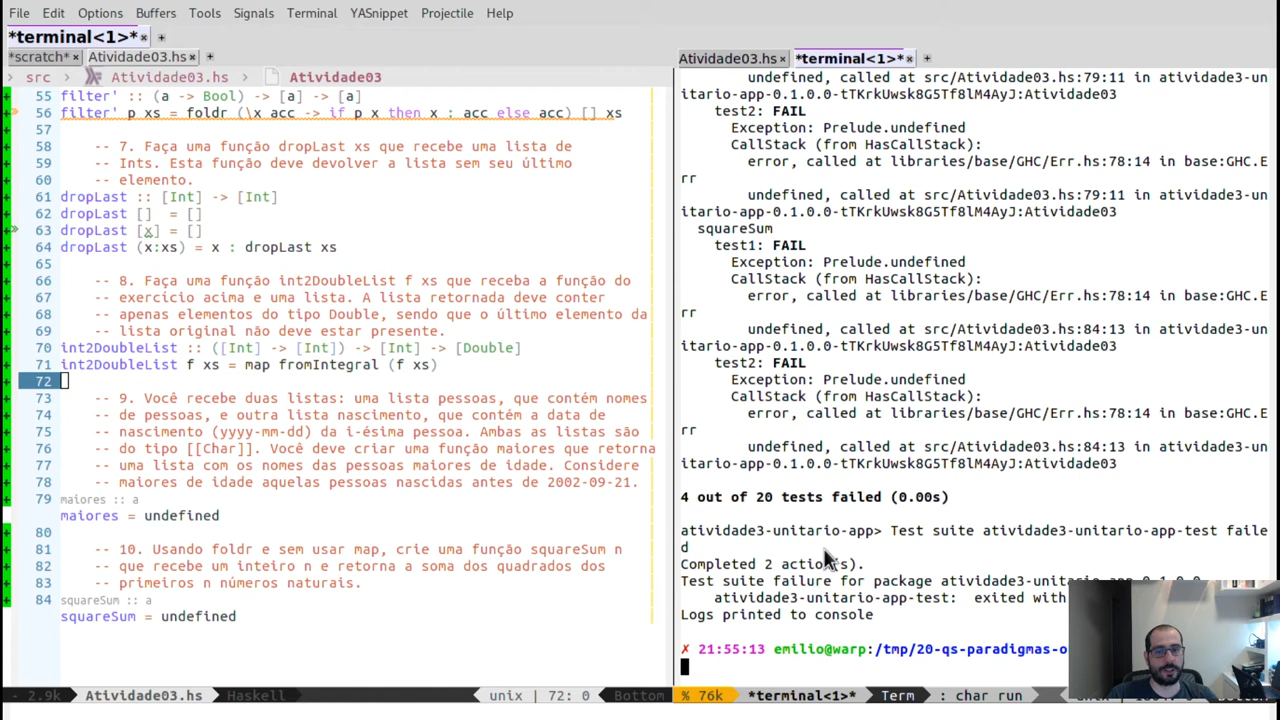 File Edit Options Buffers Tools Signals Terminal YASnippet Projectile Help
*terminal<1>* × +
*scratch* × Atividade03.hs × +
> src > Atividade03.hs > Atividade03
55 filter' :: (a -> Bool) -> [a] -> [a]
56 filter' p xs = foldr (\x acc -> if p x then x : acc else acc) [] xs
57
58 -- 7. Faça uma função dropLast xs que recebe uma lista de
59 -- Ints. Esta função deve devolver a lista sem seu último
60 -- elemento.
61 dropLast :: [Int] -> [Int]
62 dropLast [] = []
63 dropLast [x] = []
64 dropLast (x:xs) = x : dropLast xs
65
66 -- 8. Faça uma função int2DoubleList f xs que receba a função do
67 -- exercício acima e uma lista. A lista retornada deve conter
68 -- apenas elementos do tipo Double, sendo que o último elemento da
69 -- lista original não deve estar presente.
70 int2DoubleList :: ([Int] -> [Int]) -> [Int] -> [Double]
71 int2DoubleList f xs = map fromIntegral (f xs)
72
73 -- 9. Você recebe duas listas: uma lista pessoas, que contém nomes
74 -- de pessoas, e outra lista nascimento, que contém a data de
75 -- nascimento (yyyy-mm-dd) da i-ésima pessoa. Ambas as listas são
76 -- do tipo [[Char]]. Você deve criar uma função maiores que retorna
77 -- uma lista com os nomes das pessoas maiores de idade. Considere
78 -- maiores de idade aquelas pessoas nascidas antes de 2002-09-21.
79 maiores :: a
maiores = undefined
80
81 -- 10. Usando foldr e sem usar map, crie uma função squareSum n
82 -- que recebe um inteiro n e retorna a soma dos quadrados dos
83 -- primeiros n números naturais.
84 squareSum :: a
squareSum = undefined
- 2.9k Atividade03.hs Haskell unix | 72: 0 Bottom
Atividade03.hs × *terminal<1>* × +
undefined, called at src/Atividade03.hs:79:11 in atividade3-un
itario-app-0.1.0.0-tTKrkUwsk8G5Tf8lM4AyJ:Atividade03
test2: FAIL
Exception: Prelude.undefined
CallStack (from HasCallStack):
error, called at libraries/base/GHC/Err.hs:78:14 in base:GHC.E
rr
undefined, called at src/Atividade03.hs:79:11 in atividade3-un
itario-app-0.1.0.0-tTKrkUwsk8G5Tf8lM4AyJ:Atividade03
squareSum
test1: FAIL
Exception: Prelude.undefined
CallStack (from HasCallStack):
error, called at libraries/base/GHC/Err.hs:78:14 in base:GHC.E
rr
undefined, called at src/Atividade03.hs:84:13 in atividade3-un
itario-app-0.1.0.0-tTKrkUwsk8G5Tf8lM4AyJ:Atividade03
test2: FAIL
Exception: Prelude.undefined
CallStack (from HasCallStack):
error, called at libraries/base/GHC/Err.hs:78:14 in base:GHC.E
rr
undefined, called at src/Atividade03.hs:84:13 in atividade3-un
itario-app-0.1.0.0-tTKrkUwsk8G5Tf8lM4AyJ:Atividade03
4 out of 20 tests failed (0.00s)
atividade3-unitario-app> Test suite atividade3-unitario-app-test faile
d
Completed 2 action(s).
Test suite failure for package atividade3-unitario-app-0.1.0.0
atividade3-unitario-app-test: exited with
Logs printed to console
✗ 21:55:13 emilio@warp:/tmp/20-qs-paradigmas-o
% 76k *terminal<1>* Term : char run